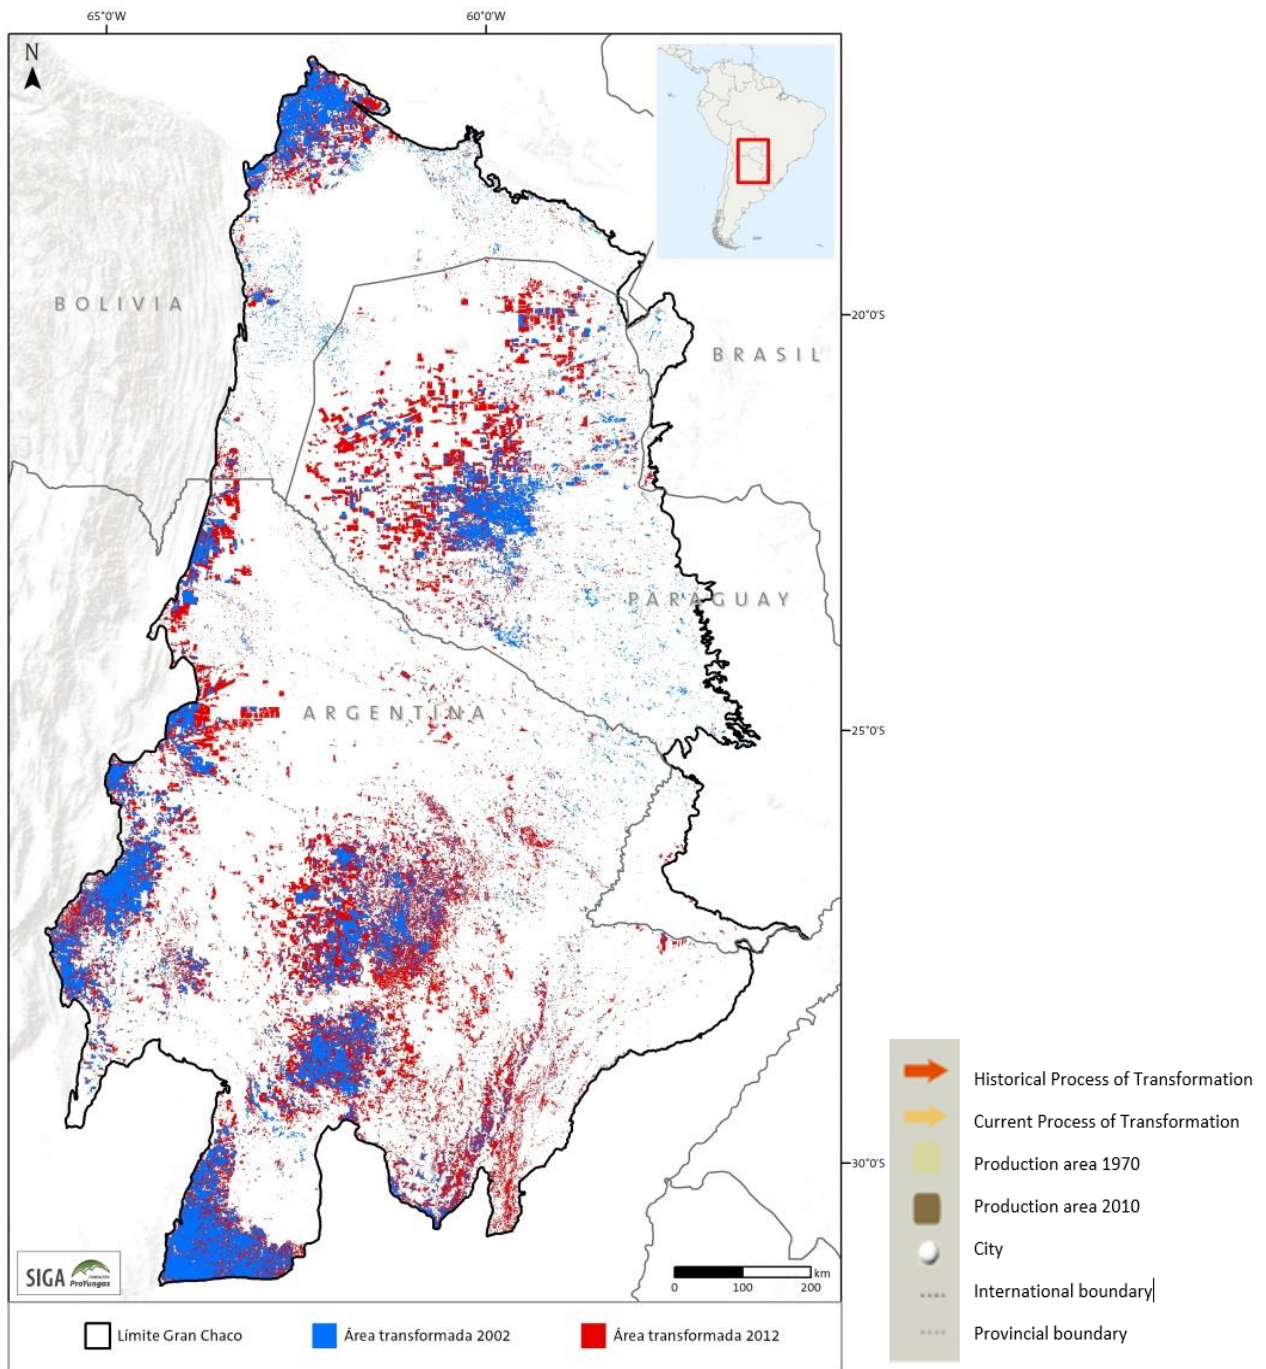 65°0'W 60°0'W
N
BOLIVIA
20°0'S
BRASIL
PARAGUAY
ARGENTINA
25°0'S
30°0'S
SIGA FUNDACIÓN ProYungas
km
0 100 200
Límite Gran Chaco Área transformada 2002 Área transformada 2012
Historical Process of Transformation
Current Process of Transformation
Production area 1970
Production area 2010
City
International boundary
Provincial boundary